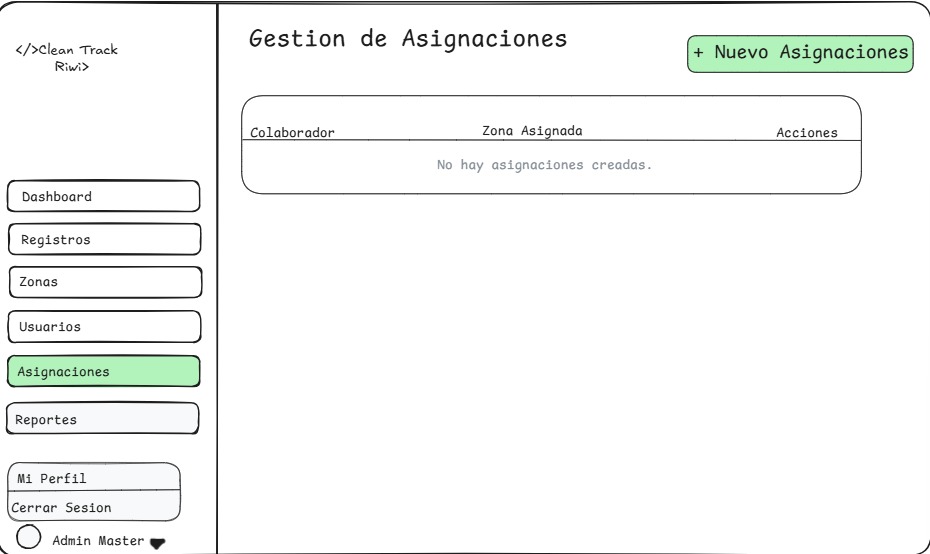 </>Clean Track
Riwi>
Gestion de Asignaciones
+ Nuevo Asignaciones
Colaborador Zona Asignada Acciones
No hay asignaciones creadas.
Dashboard
Registros
Zonas
Usuarios
Asignaciones
Reportes
Mi Perfil
Cerrar Sesion
Admin Master